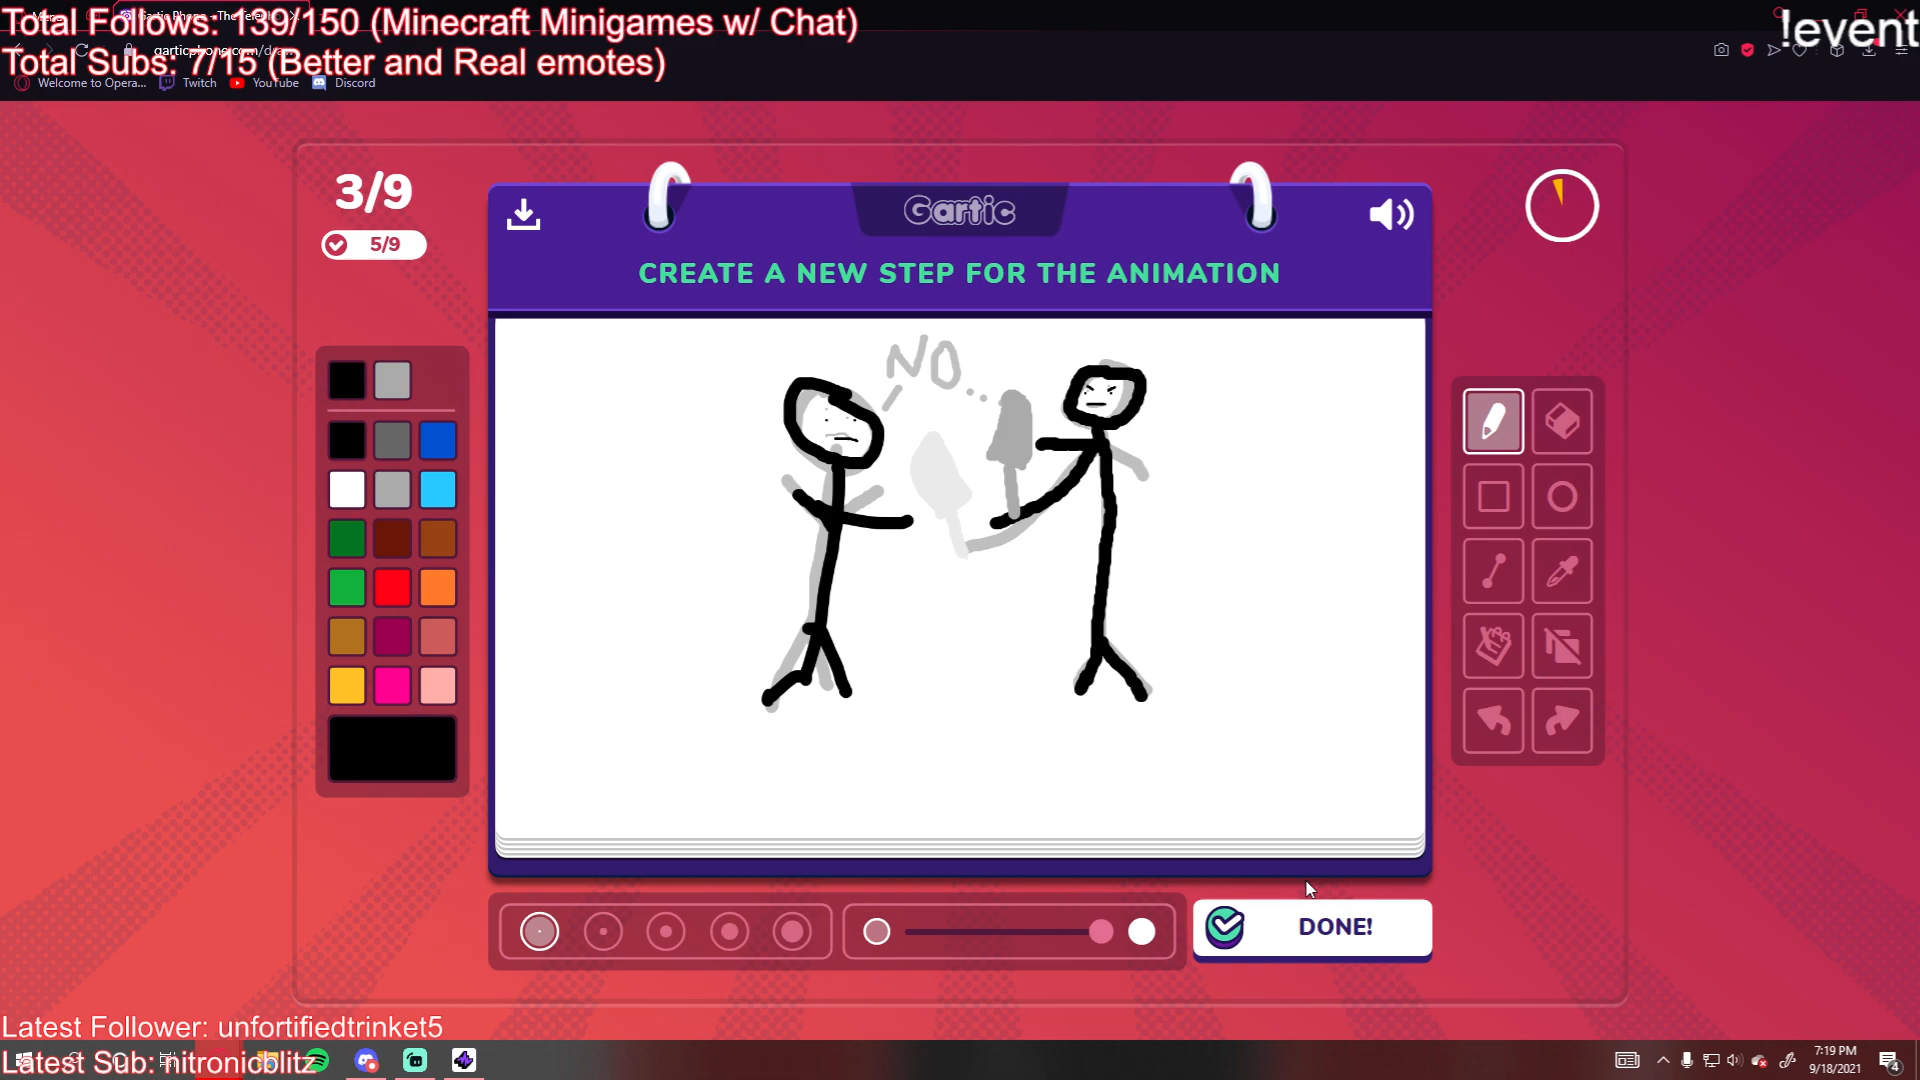 Total Follows: 139/150 (Minecraft Minigames w/ Chat)
!event
Total Subs: 7/15 (Better and Real emotes)
Welcome to Opera...
Twitch
YouTube
Discord
3/9
5/9
Gartic
CREATE A NEW STEP FOR THE ANIMATION
NO...
DONE!
Latest Follower: unfortifiedtrinket5
Latest Sub: nitronicblitz
7:19 PM
9/18/2021
4